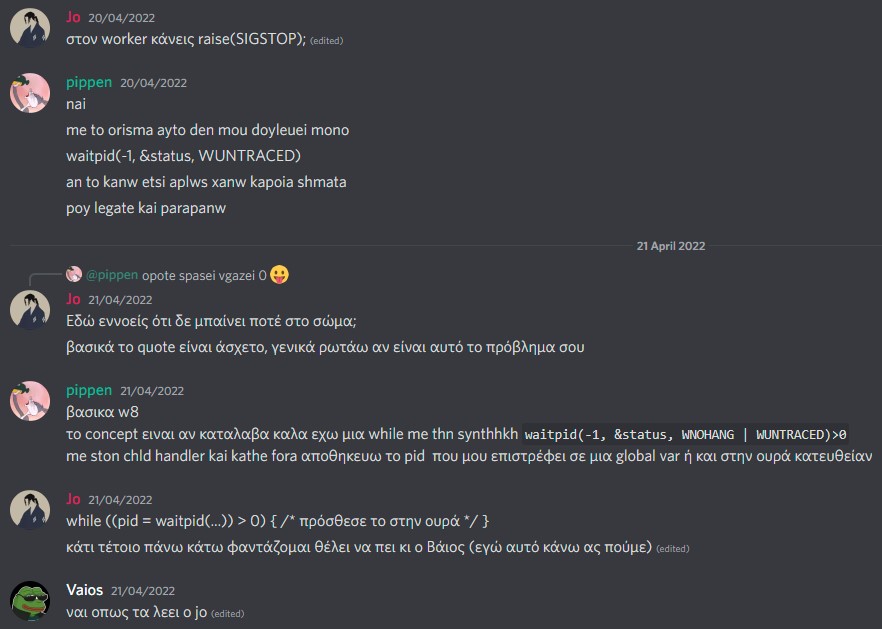 Jo 20/04/2022
στον worker κάνεις raise(SIGSTOP); (edited)
pippen 20/04/2022
nai
me to orisma ayto den mou doyleuei mono
waitpid(-1, &status, WUNTRACED)
an to kanw etsi aplws xanw kapoia shmata
poy legate kai parapanw
21 April 2022
@pippen opote spasei vgazei 0 😛
Jo 21/04/2022
Εδώ εννοείς ότι δε μπαίνει ποτέ στο σώμα;
βασικά το quote είναι άσχετο, γενικά ρωτάω αν είναι αυτό το πρόβλημα σου
pippen 21/04/2022
βασικα w8
το concept ειναι αν καταλαβα καλα εχω μια while me thn synthhkh waitpid(-1, &status, WNOHANG | WUNTRACED)>0
me ston chld handler kai kathe fora αποθηκευω το pid που μου επιστρέφει σε μια global var ή και στην ουρά κατευθείαν
Jo 21/04/2022
while ((pid = waitpid(...)) > 0) { /* πρόσθεσε το στην ουρά */ }
κάτι τέτοιο πάνω κάτω φαντάζομαι θέλει να πει κι ο Βάιος (εγώ αυτό κάνω ας πούμε) (edited)
Vaios 21/04/2022
ναι οπως τα λεει ο jo (edited)